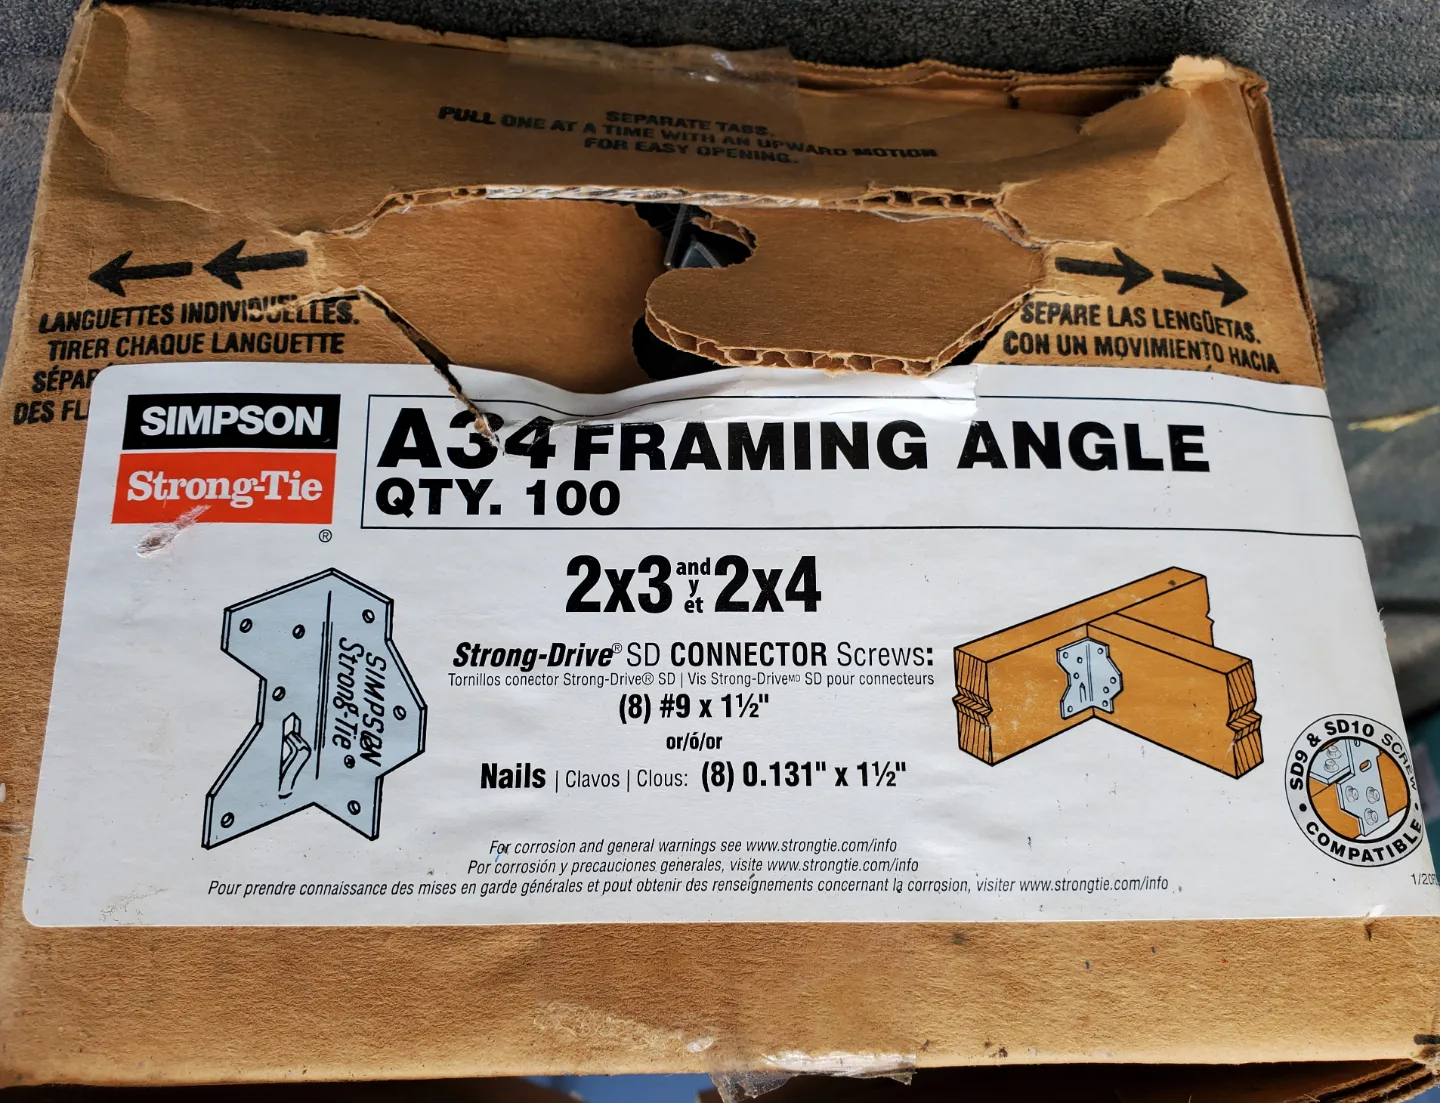 SEPARATE TABS.
PULL ONE AT A TIME WITH AN UPWARD MOTION
FOR EASY OPENING.
LANGUETTES INDIVIDUELLES.
TIRER CHAQUE LANGUETTE
DES
SEPARE LAS LENGÜETAS.
CON UN MOVIMIENTO HACIA
SIMPSON
Strong-Tie
®
A34 FRAMING ANGLE
QTY. 100
2x3 and y et 2x4
Strong-Drive® SD CONNECTOR Screws:
Tornillos conector Strong-Drive® SD | Vis Strong-Drive MD SD pour connecteurs
(8) #9 x 1½"
or/ó/or
Nails | Clavos | Clous: (8) 0.131" x 1½"
SIMPSON
Strong-Tie®
SD9 & SD10 SCREW
• COMPATIBLE •
For corrosion and general warnings see www.strongtie.com/info
Por corrosión y precauciones generales, visite www.strongtie.com/info
Pour prendre connaissance des mises en garde générales et pout obtenir des renseignements concernant la corrosion, visiter www.strongtie.com/info